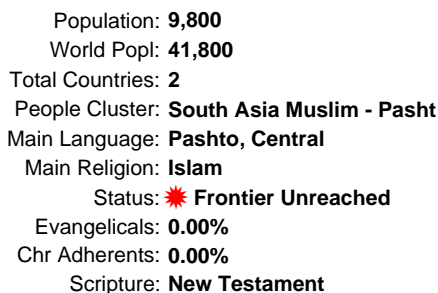 Population: 9,800
World Popl: 41,800
Total Countries: 2
People Cluster: South Asia Muslim - Pasht
Main Language: Pashto, Central
Main Religion: Islam
Status: Frontier Unreached
Evangelicals: 0.00%
Chr Adherents: 0.00%
Scripture: New Testament